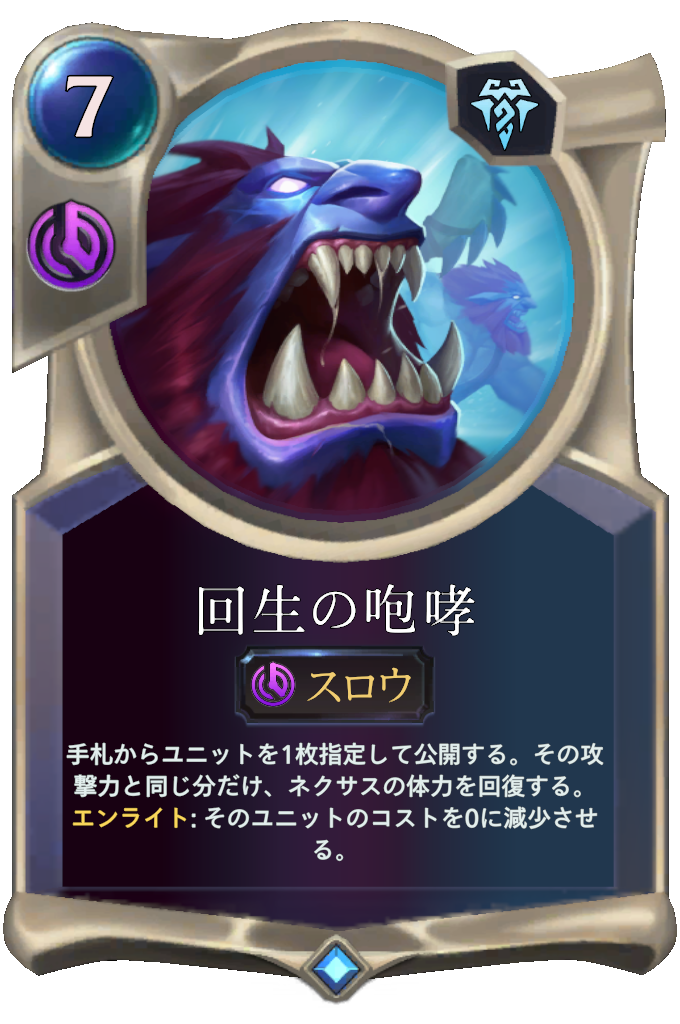 7
回生の咆哮
スロウ
手札からユニットを1枚指定して公開する。その攻
撃力と同じ分だけ、ネクサスの体力を回復する。
エンライト: そのユニットのコストを0に減少させ
る。